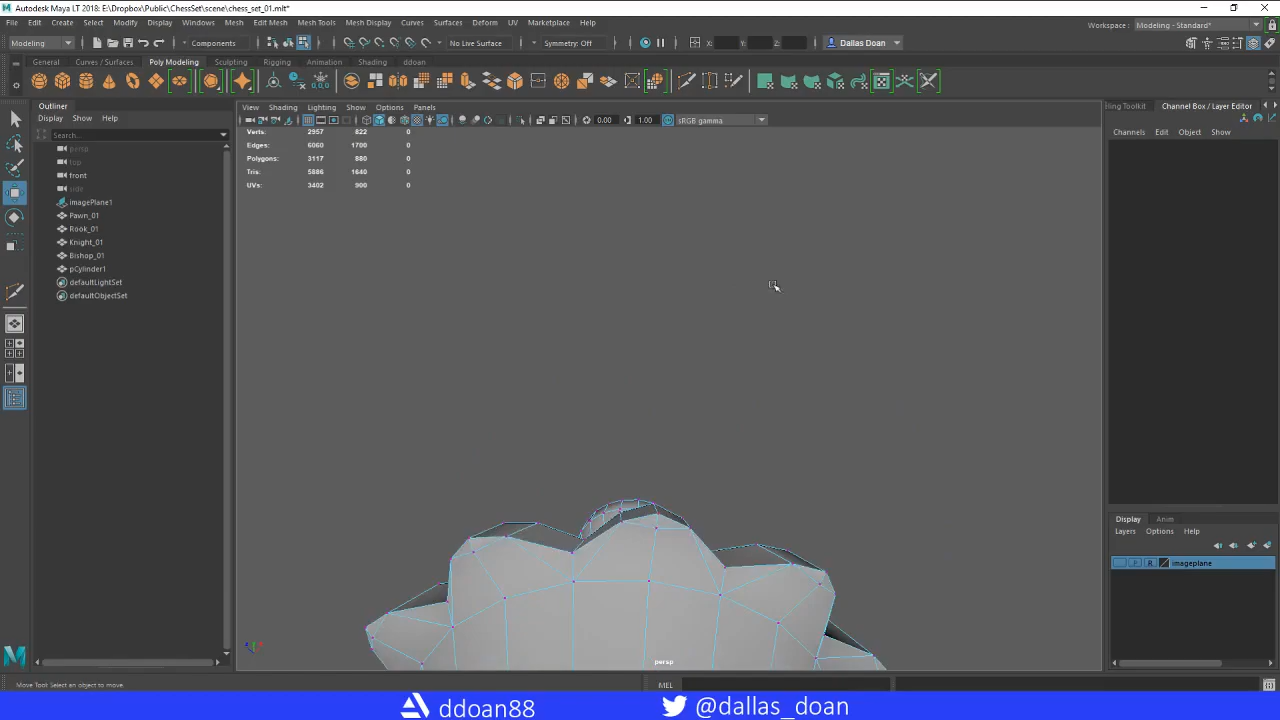 Autodesk Maya LT 2018: E:\Dropbox\Public\ChessSet\scene\chess_set_01.mlt*
File Edit Create Select Modify Display Windows Mesh Edit Mesh Mesh Tools Mesh Display Curves Surfaces Deform UV Marketplace Help
Workspace : Modeling - Standard*
Modeling Components No Live Surface Symmetry: Off X: Y: Z: Dallas Doan
General Curves / Surfaces Poly Modeling Sculpting Rigging Animation Shading ddoan
Outliner
Display Show Help
Search...
persp
top
front
side
imagePlane1
Pawn_01
Rook_01
Knight_01
Bishop_01
pCylinder1
defaultLightSet
defaultObjectSet
View Shading Lighting Show Options Panels
0.00 1.00 sRGB gamma
Verts: 2957 822 0
Edges: 6060 1700 0
Polygons: 3117 880 0
Tris: 5886 1640 0
UVs: 3402 900 0
persp
ling Toolkit Channel Box / Layer Editor
Channels Edit Object Show
Display Anim
Layers Options Help
R imageplane
Move Tool: Select an object to move.
MEL
ddoan88 @dallas_doan